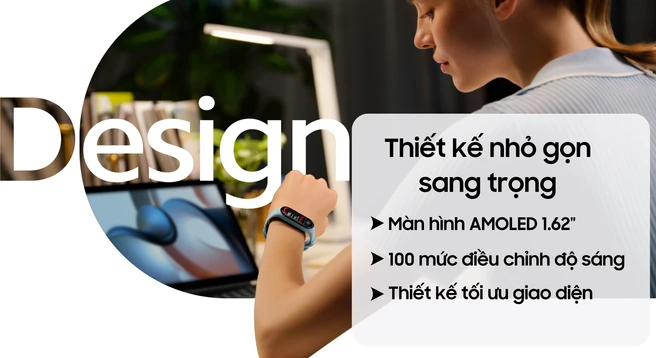 Design
Thiết kế nhỏ gọn
sang trọng
➤ Màn hình AMOLED 1.62"
➤ 100 mức điều chỉnh độ sáng
➤ Thiết kế tối ưu giao diện